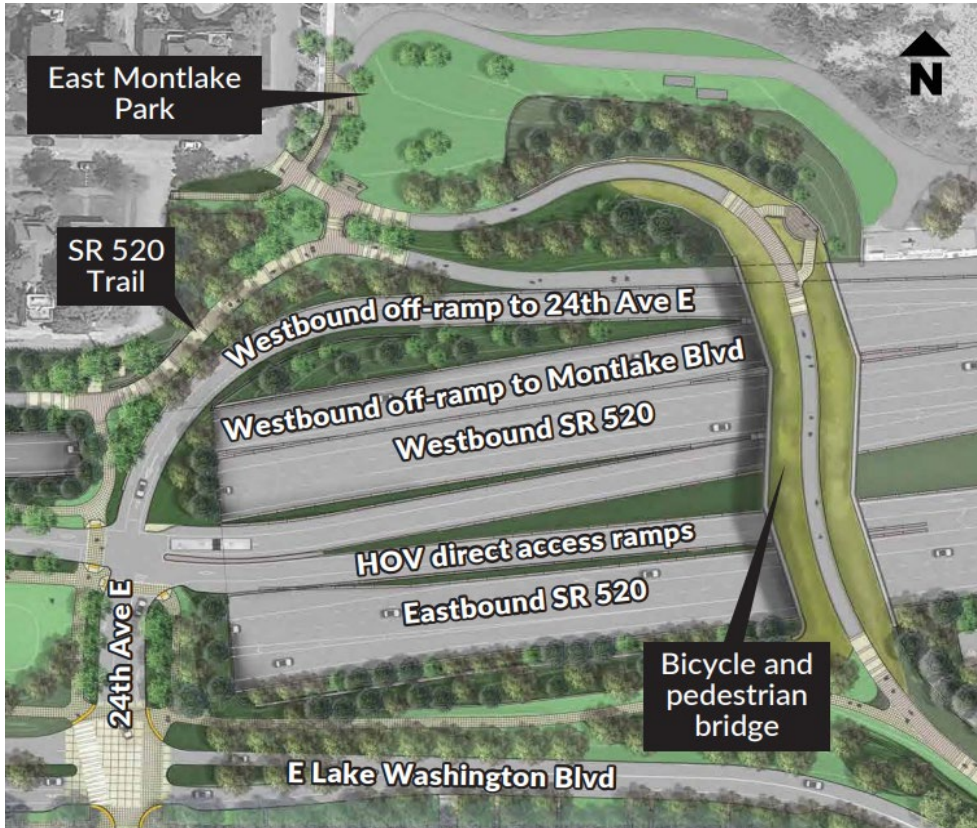 East Montlake
Park
N
SR 520
Trail
Westbound off-ramp to 24th Ave E
Westbound off-ramp to Montlake Blvd
Westbound SR 520
HOV direct access ramps
Eastbound SR 520
24th Ave E
Bicycle and
pedestrian
bridge
E Lake Washington Blvd